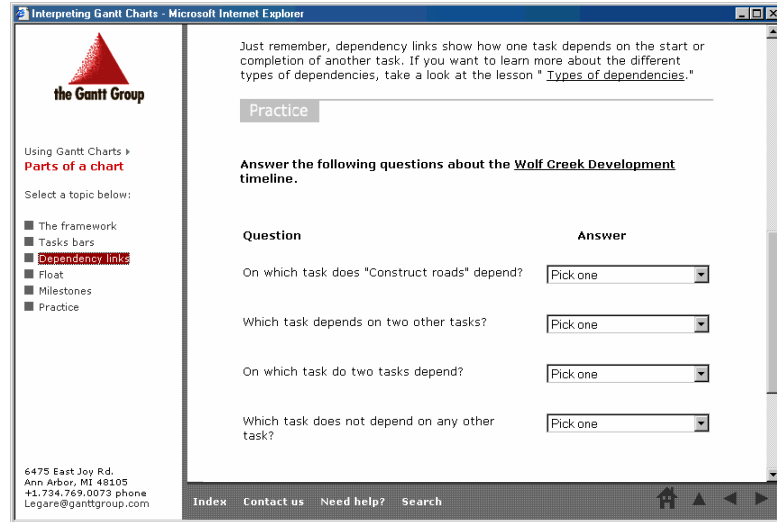 Interpreting Gantt Charts - Microsoft Internet Explorer
the Gantt Group
Using Gantt Charts
Parts of a chart
Select a topic below:
The framework
Tasks bars
Dependency links
Float
Milestones
Practice
6475 East Joy Rd.
Ann Arbor, MI 48105
+1.734.769.0073 phone
Legare@ganttgroup.com
Just remember, dependency links show how one task depends on the start or
completion of another task. If you want to learn more about the different
types of dependencies, take a look at the lesson " Types of dependencies."
Practice
Answer the following questions about the Wolf Creek Development
timeline.
Question Answer
On which task does "Construct roads" depend? Pick one
Which task depends on two other tasks? Pick one
On which task do two tasks depend? Pick one
Which task does not depend on any other Pick one
task?
Index Contact us Need help? Search